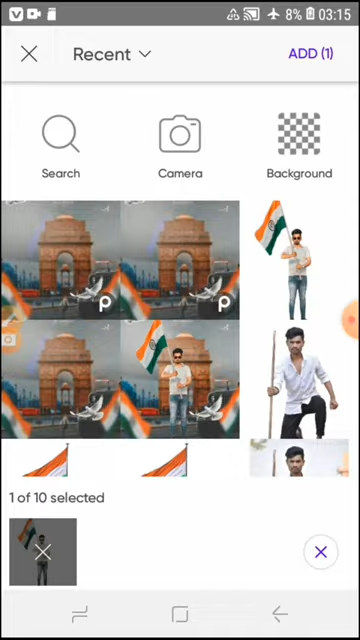 8% 03:15
Recent
ADD (1)
Search
Camera
Background
1 of 10 selected